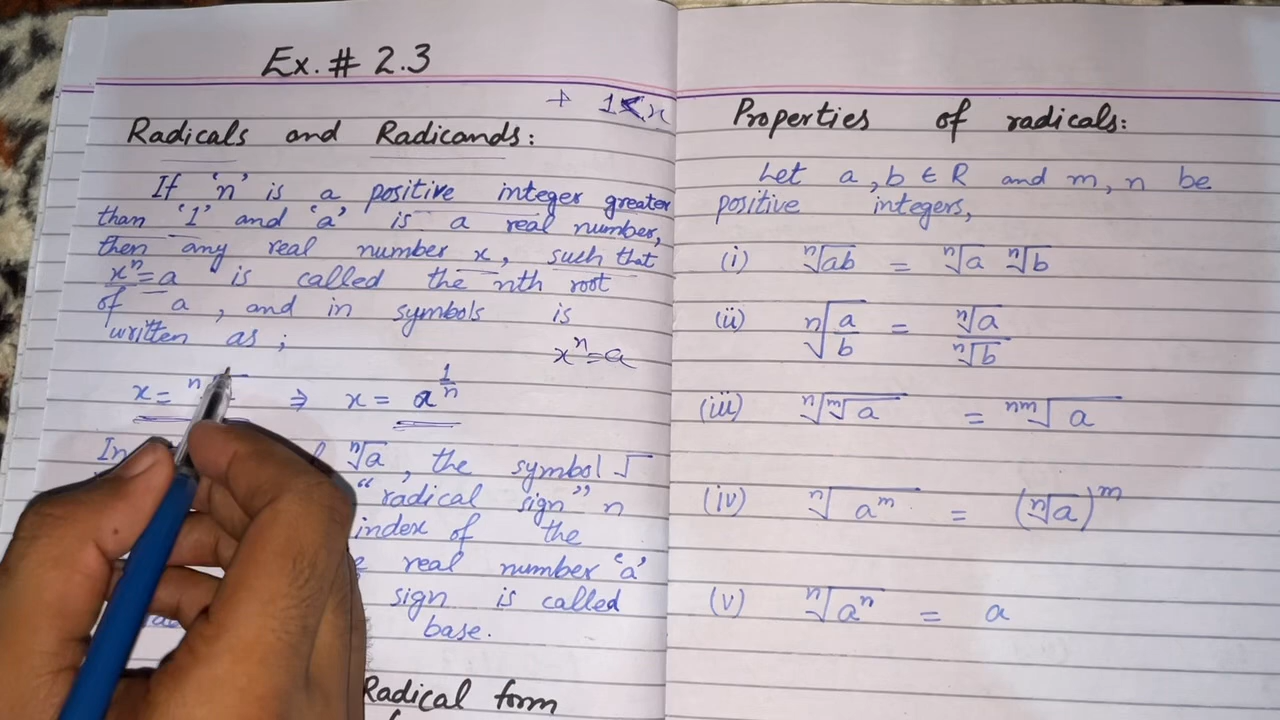 Ex. # 2.3
+ 1<n
Radicals and Radicands:
If ‘n’ is a positive integer greater
than ‘1’ and ‘a’ is a real number,
then any real number x, such that
xⁿ=a is called the nth root
of a, and in symbols is
written as;
xⁿ=a
x = ⁿ√ ⇒ x = a^(1/n)
In ⁿ√a, the symbol √
“radical sign” n
index of the
real number ‘a’
sign is called
base.
Radical form
Properties of radicals:
Let a, b ∈ R and m, n be
positive integers,
(i) ⁿ√ab = ⁿ√a ⁿ√b
(ii) ⁿ√(a/b) = ⁿ√a / ⁿ√b
(iii) ⁿ√(ᵐ√a) = ⁿᵐ√a
(iv) ⁿ√aᵐ = (ⁿ√a)ᵐ
(v) ⁿ√aⁿ = a